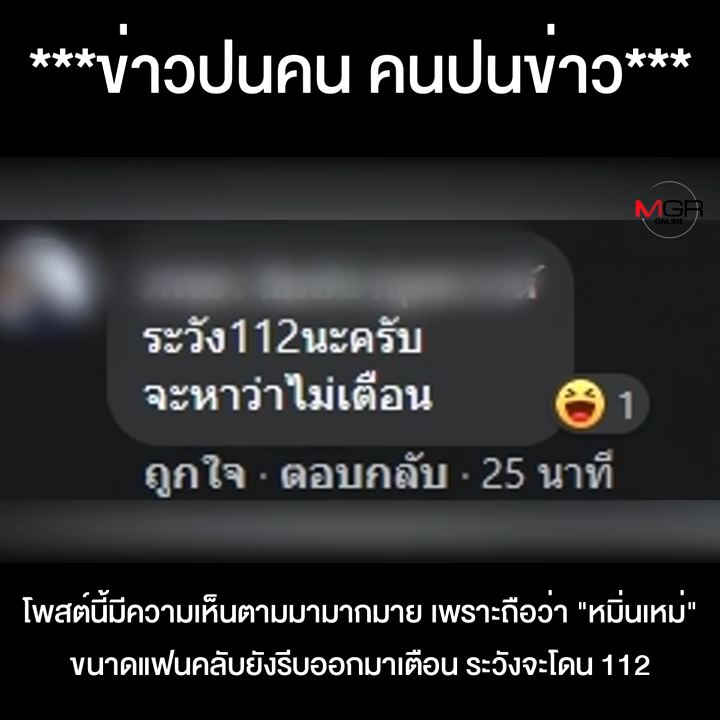 ***ข่าวปนคน คนปนข่าว***
MGR
ONLINE
ระวัง112นะครับ
จะหาว่าไม่เตือน
1
ถูกใจ · ตอบกลับ · 25 นาที
โพสต์นี้มีความเห็นตามมามากมาย เพราะถือว่า "หมิ่นเหม่"
ขนาดแฟนคลับยังรีบออกมาเตือน ระวังจะโดน 112